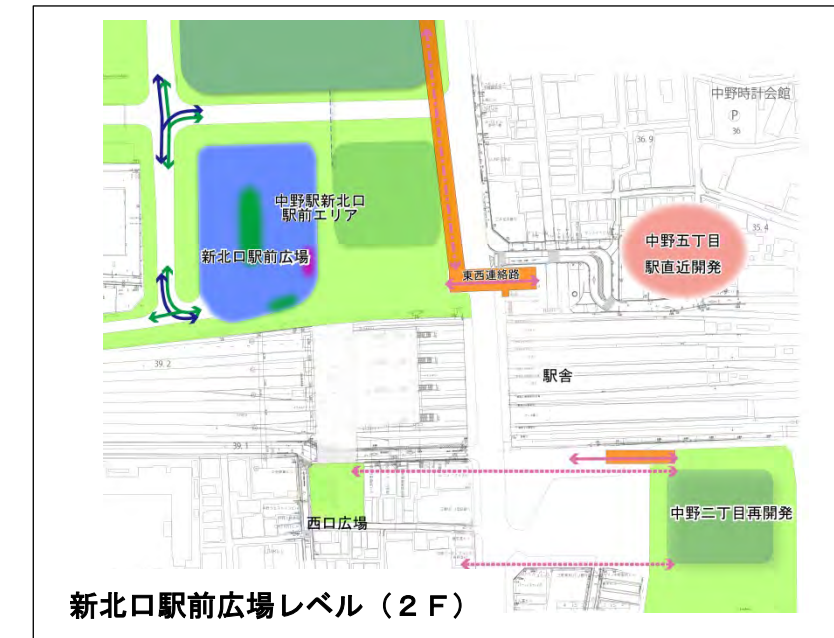 中野時計会館
P
36
36.9
35.4
中野駅新北口
駅前エリア
中野五丁目
駅直近開発
新北口駅前広場
東西連絡路
39.2
駅舎
39.1
中野二丁目再開発
西口広場
新北口駅前広場レベル（２Ｆ）